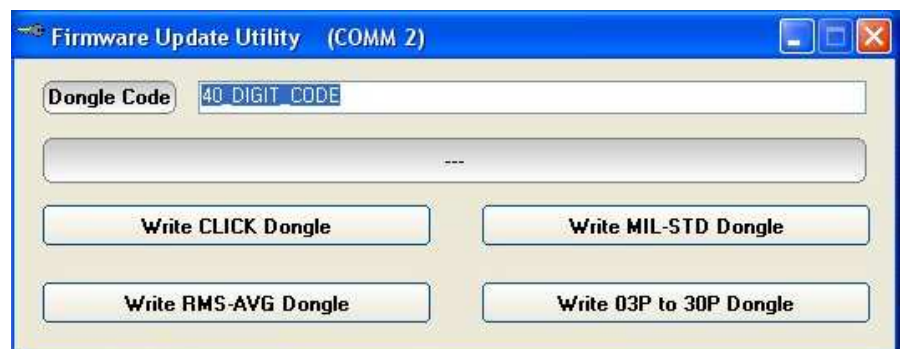 Firmware Update Utility (COMM 2)
Dongle Code 40_DIGIT_CODE
---
Write CLICK Dongle Write MIL-STD Dongle
Write RMS-AVG Dongle Write 03P to 30P Dongle